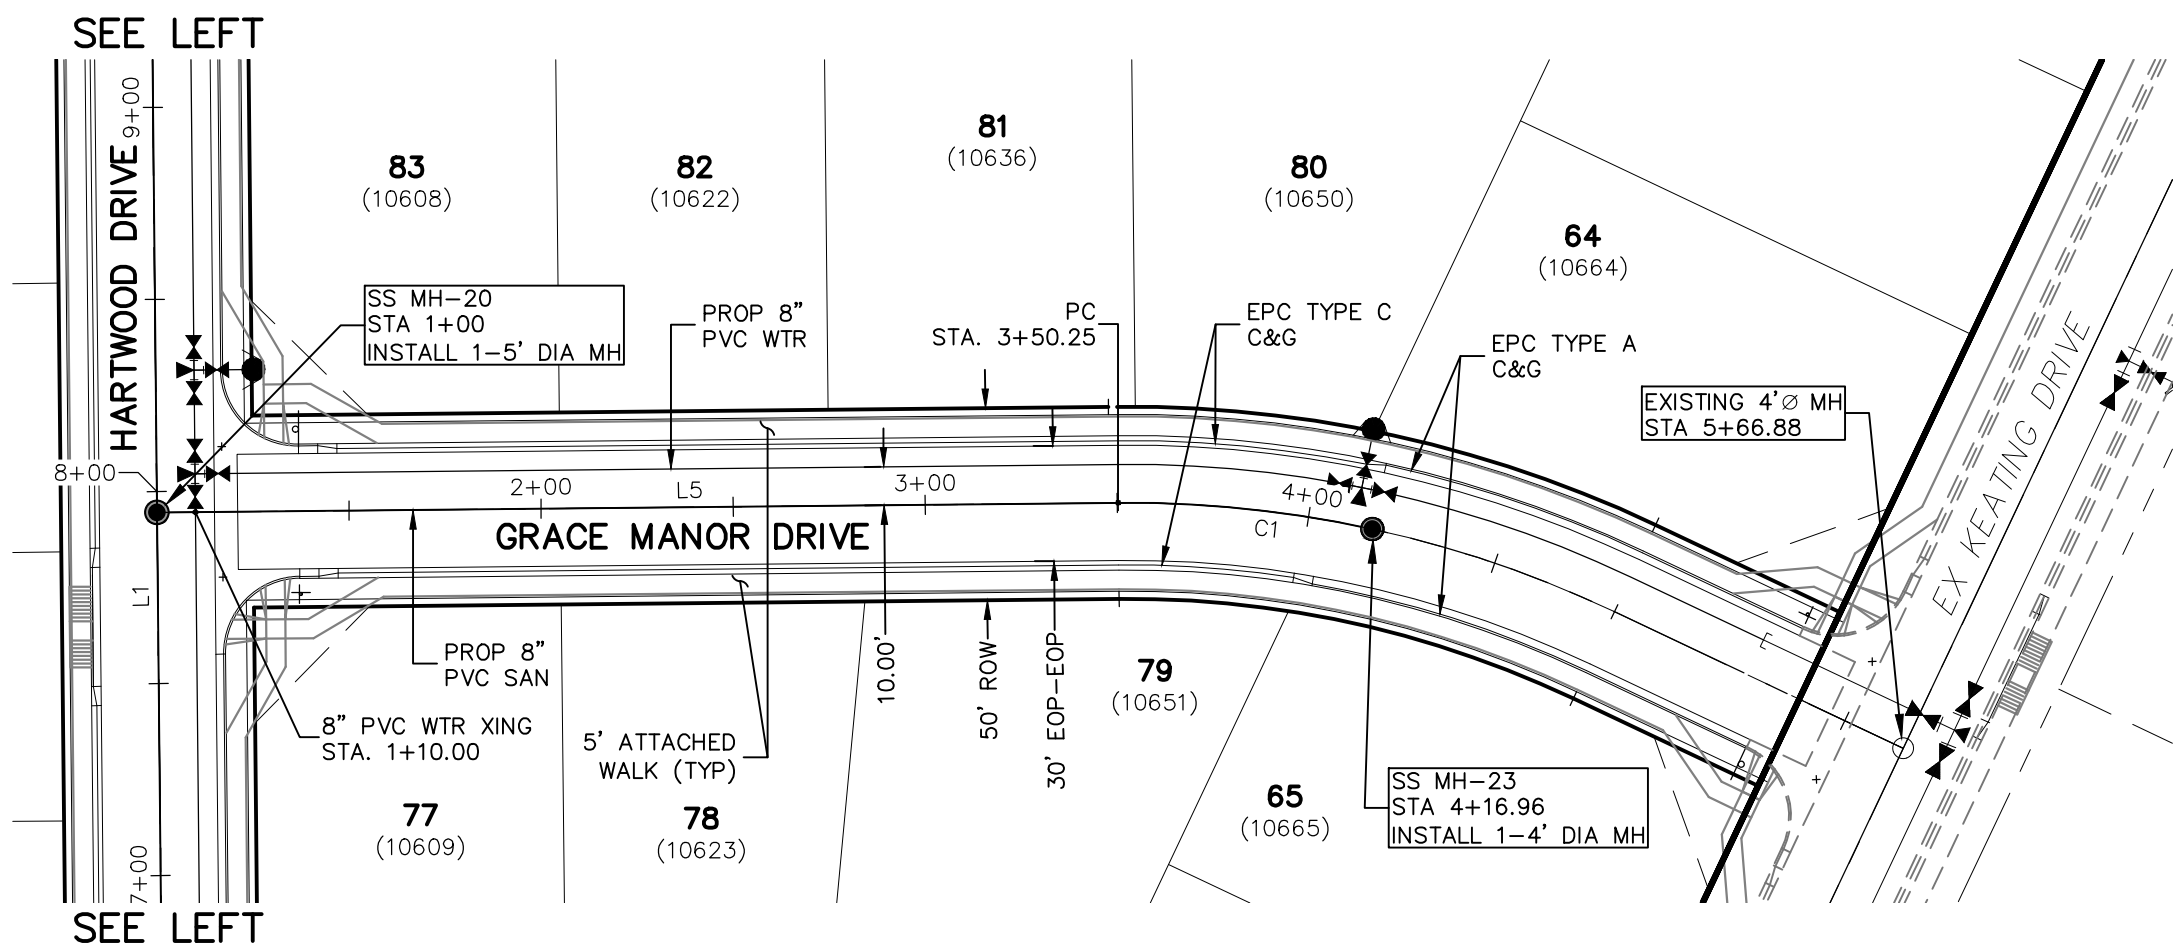 SEE LEFT
9+00
HARTWOOD DRIVE
83
(10608)
82
(10622)
81
(10636)
80
(10650)
64
(10664)
SS MH-20
STA 1+00
INSTALL 1-5' DIA MH
PROP 8"
PVC WTR
PC
STA. 3+50.25
EPC TYPE C
C&G
EPC TYPE A
C&G
EXISTING 4'∅ MH
STA 5+66.88
EX KEATING DRIVE
8+00
2+00
L5
3+00
4+00
C1
GRACE MANOR DRIVE
L1
PROP 8"
PVC SAN
8" PVC WTR XING
STA. 1+10.00
5' ATTACHED
WALK (TYP)
10.00'
50' ROW
30' EOP-EOP
79
(10651)
SS MH-23
STA 4+16.96
INSTALL 1-4' DIA MH
65
(10665)
77
(10609)
78
(10623)
7+00
SEE LEFT